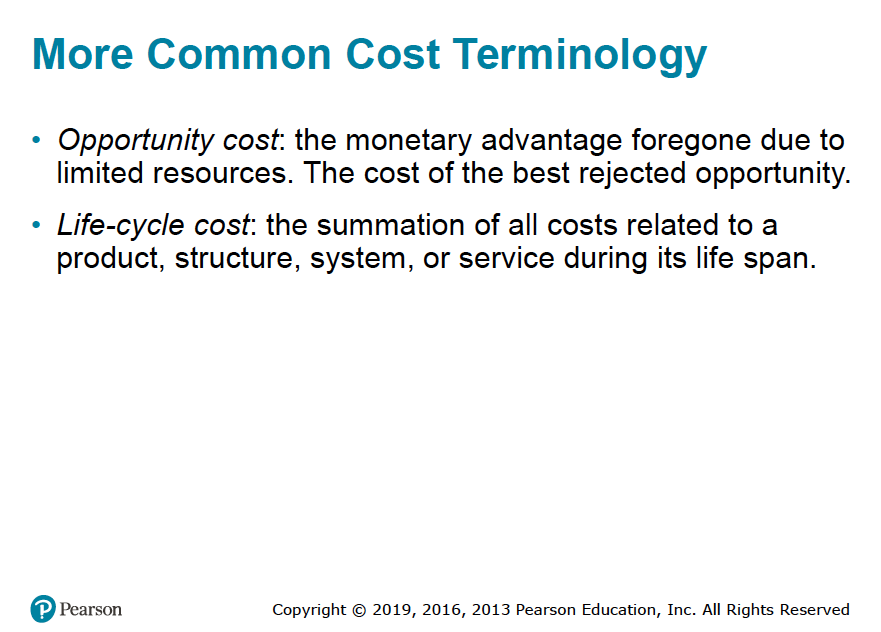 More Common Cost Terminology
• Opportunity cost: the monetary advantage foregone due to
limited resources. The cost of the best rejected opportunity.
• Life-cycle cost: the summation of all costs related to a
product, structure, system, or service during its life span.
Pearson
Copyright © 2019, 2016, 2013 Pearson Education, Inc. All Rights Reserved